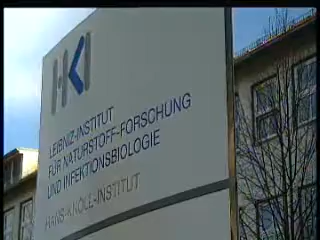 HKI
LEIBNIZ-INSTITUT
FÜR NATURSTOFF-FORSCHUNG
UND INFEKTIONSBIOLOGIE
HANS-KNÖLL-INSTITUT